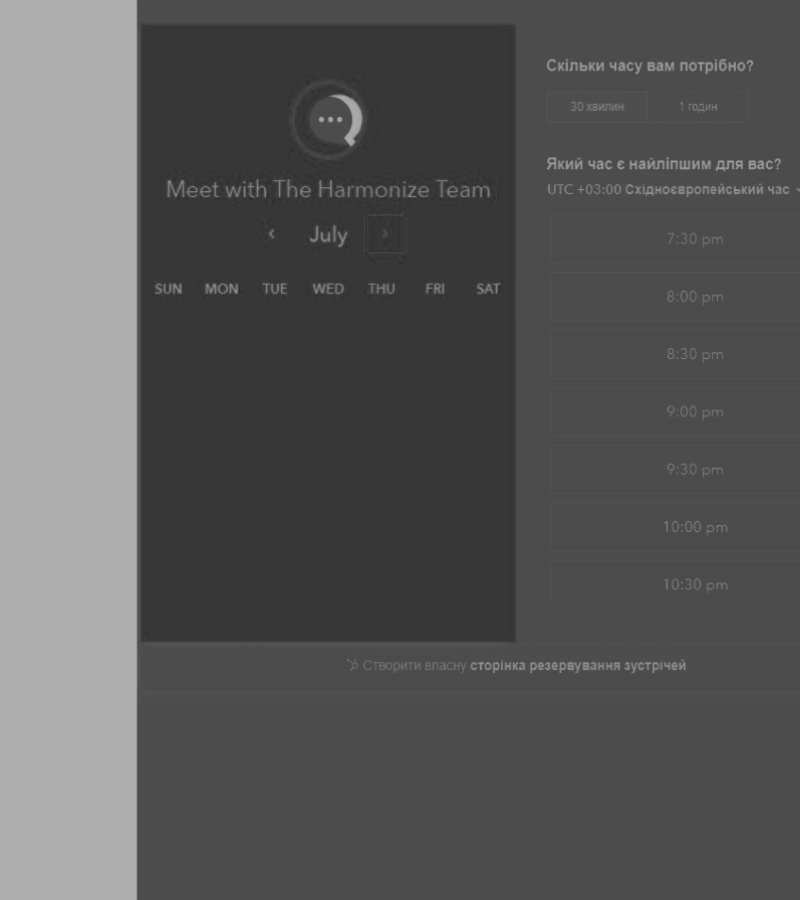 Meet with The Harmonize Team
July
SUN MON TUE WED THU FRI SAT
Скільки часу вам потрібно?
30 хвилин 1 годин
Який час є найліпшим для вас?
UTC +03:00 Східноєвропейський час
7:30 pm
8:00 pm
8:30 pm
9:00 pm
9:30 pm
10:00 pm
10:30 pm
Створити власну сторінка резервування зустрічей